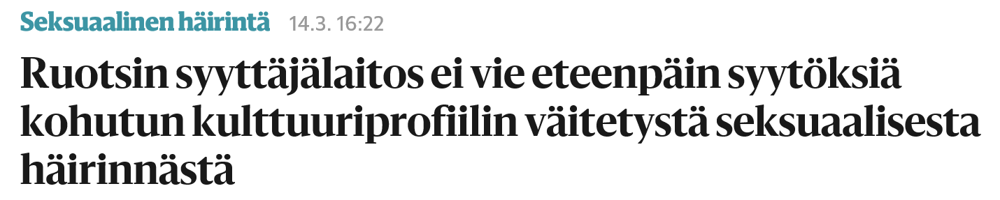 Seksuaalinen häirintä 14.3. 16:22
Ruotsin syyttäjälaitos ei vie eteenpäin syytöksiä
kohutun kulttuuriprofiilin väitetystä seksuaalisesta
häirinnästä